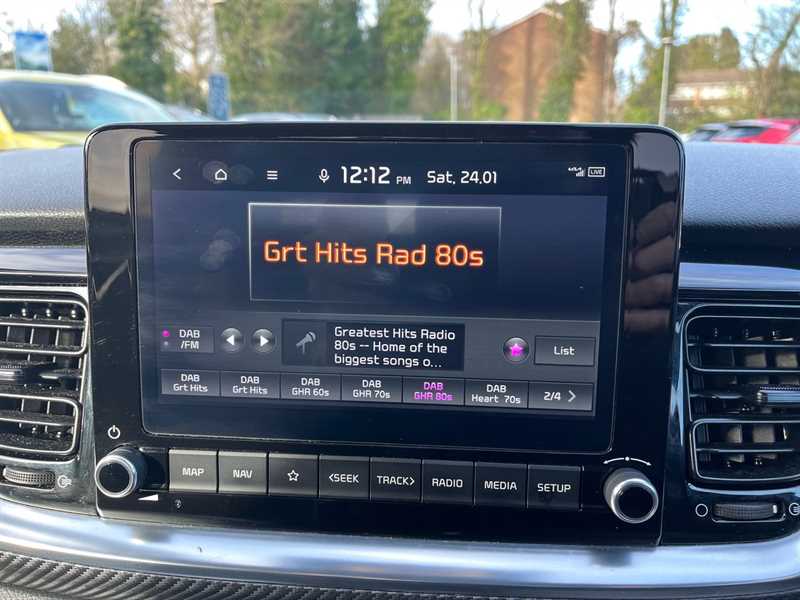 12:12 PM Sat, 24.01 LIVE
Grt Hits Rad 80s
DAB
/FM
Greatest Hits Radio
80s -- Home of the
biggest songs o...
List
DAB
Grt Hits
DAB
Grt Hits
DAB
GHR 60s
DAB
GHR 70s
DAB
GHR 80s
DAB
Heart 70s
2/4 >
MAP
NAV
<SEEK
TRACK>
RADIO
MEDIA
SETUP